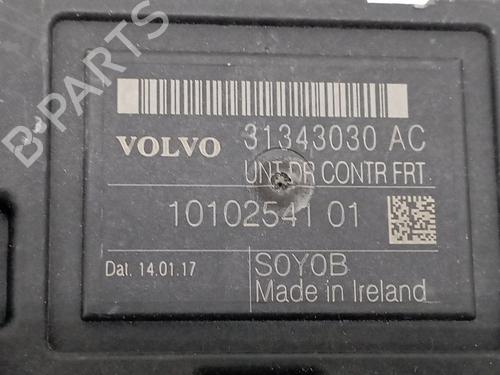 B-PARTS
VOLVO 31343030 AC
UNT DR CONTR FRT
10102541 01
Dat. 14.01.17 S0Y0B
Made in Ireland